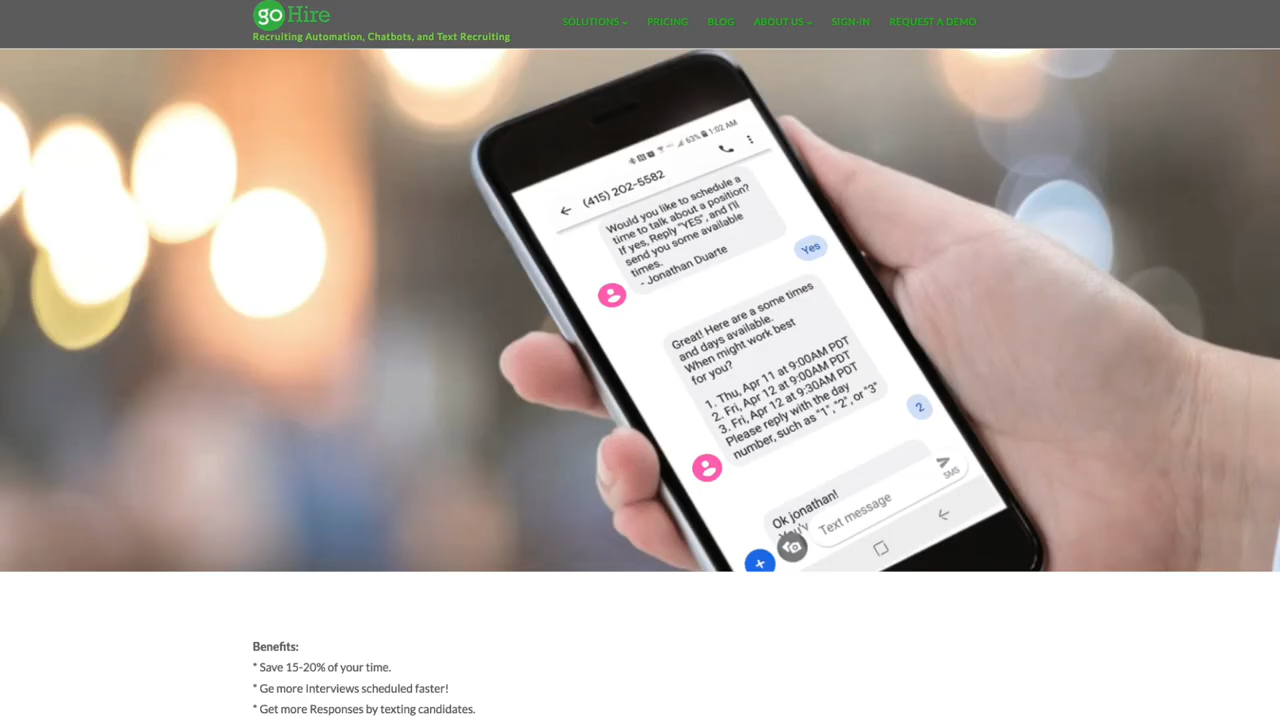 go Hire
Recruiting Automation, Chatbots, and Text Recruiting
SOLUTIONS
PRICING
BLOG
ABOUT US
SIGN-IN
REQUEST A DEMO
63% 1:02 AM
(415) 202-5582
Would you like to schedule a
time to talk about a position?
If yes, Reply "YES", and I'll
send you some available
times.
- Jonathan Duarte
Yes
Great! Here are a some times
and days available.
When might work best
for you?
1. Thu, Apr 11 at 9:00AM PDT
2. Fri, Apr 12 at 9:00AM PDT
3. Fri, Apr 12 at 9:30AM PDT
Please reply with the day
number, such as "1", "2", or "3"
2
Ok jonathan!
You'v
Text message
SMS
Benefits:
* Save 15-20% of your time.
* Ge more Interviews scheduled faster!
* Get more Responses by texting candidates.